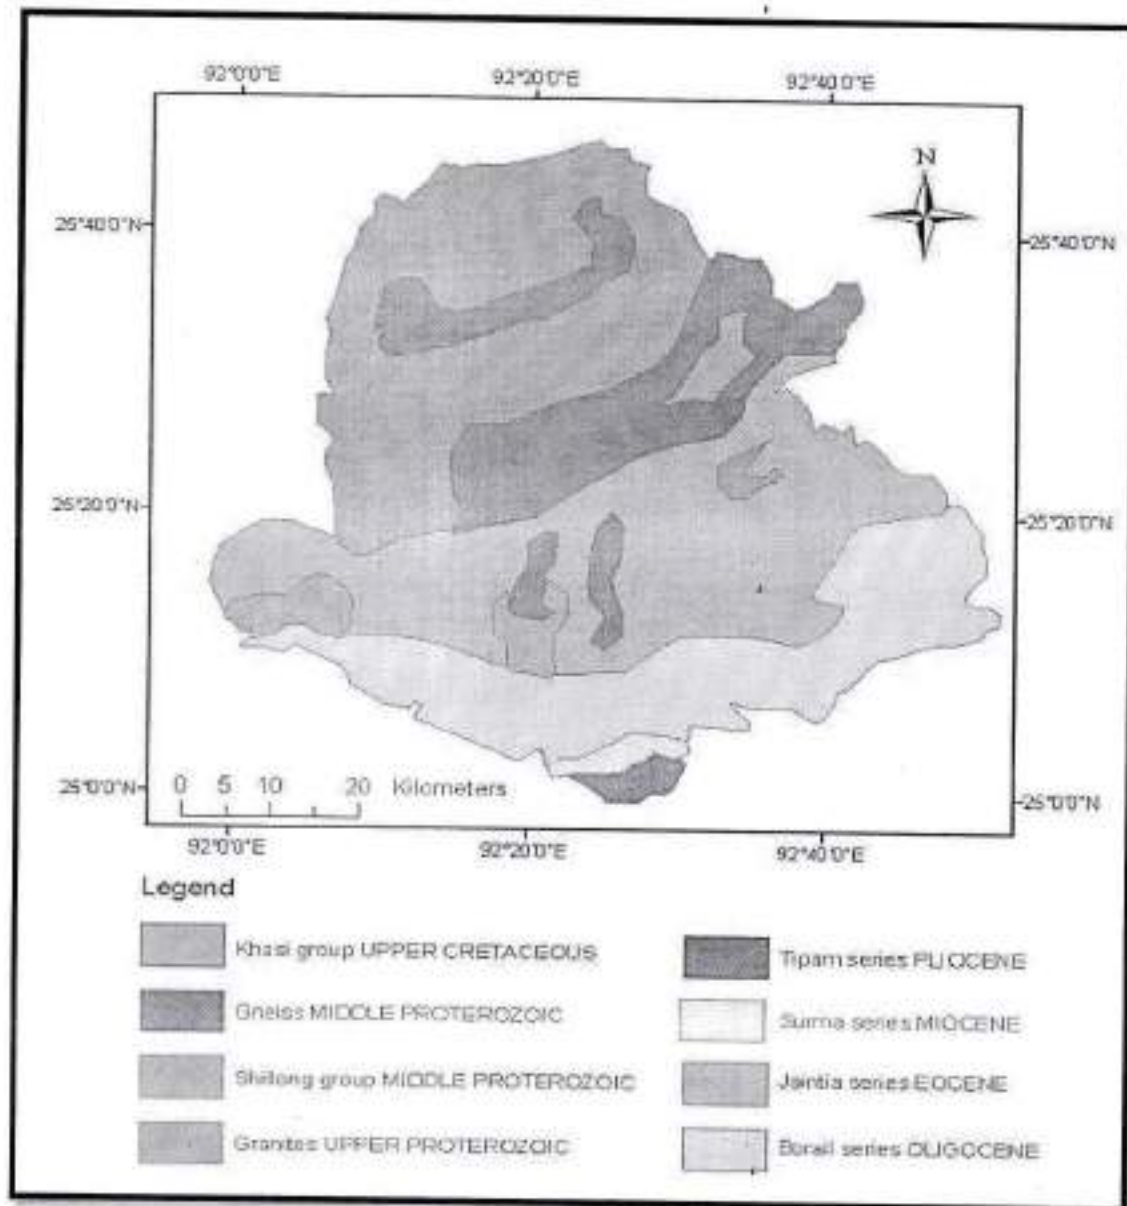 92°0'0"E 92°20'0"E 92°40'0"E
N
25°40'0"N 25°40'0"N
25°20'0"N 25°20'0"N
25°0'0"N 25°0'0"N
0 5 10 20 Kilometers
92°0'0"E 92°20'0"E 92°40'0"E
Legend
Khasi group UPPER CRETACEOUS
Gneiss MIDDLE PROTEROZOIC
Shillong group MIDDLE PROTEROZOIC
Granites UPPER PROTEROZOIC
Tipam series PLIOCENE
Surma series MIOCENE
Jaintia series EOCENE
Borail series OLIGOCENE